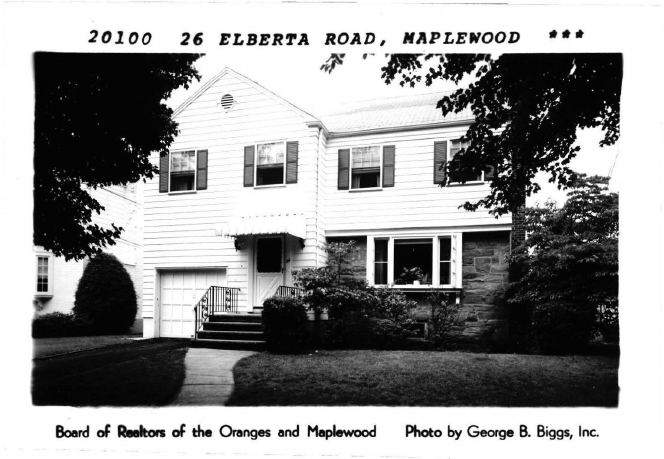 20100 26 ELBERTA ROAD, MAPLEWOOD ***
Board of Realtors of the Oranges and Maplewood Photo by George B. Biggs, Inc.